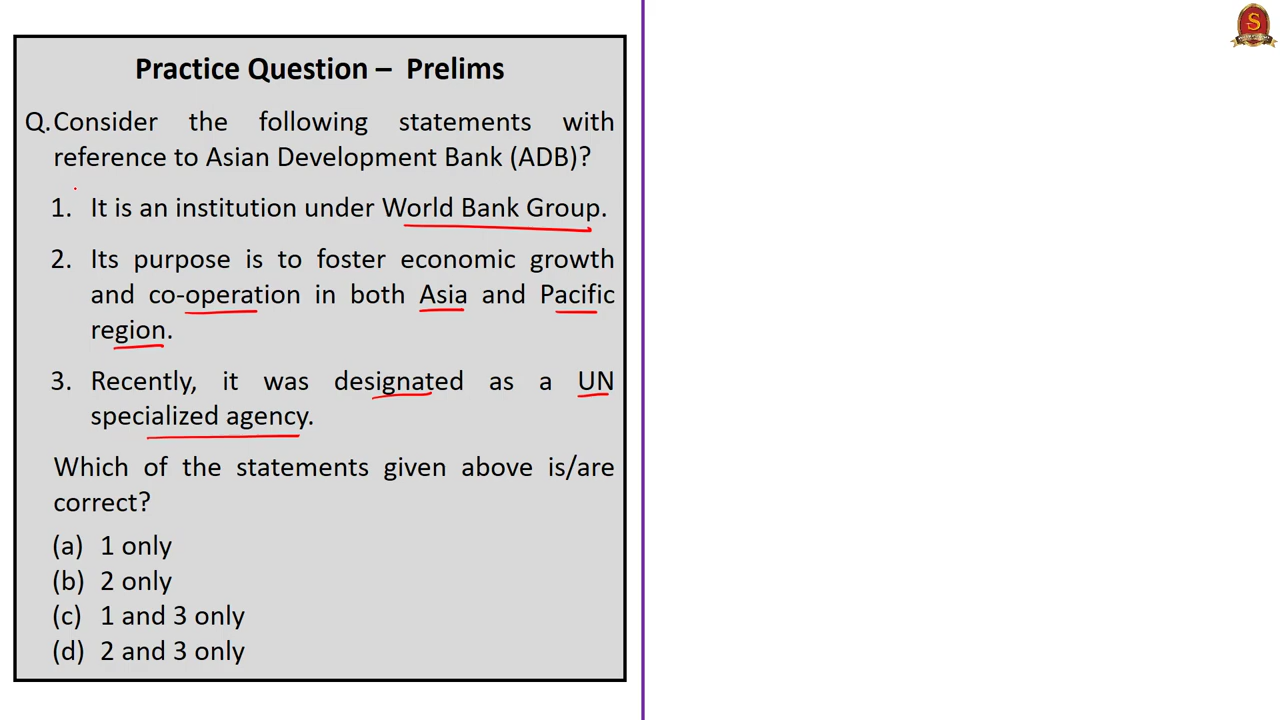 Practice Question – Prelims
Q. Consider the following statements with
reference to Asian Development Bank (ADB)?
1. It is an institution under World Bank Group.
2. Its purpose is to foster economic growth
and co-operation in both Asia and Pacific
region.
3. Recently, it was designated as a UN
specialized agency.
Which of the statements given above is/are
correct?
(a) 1 only
(b) 2 only
(c) 1 and 3 only
(d) 2 and 3 only
S